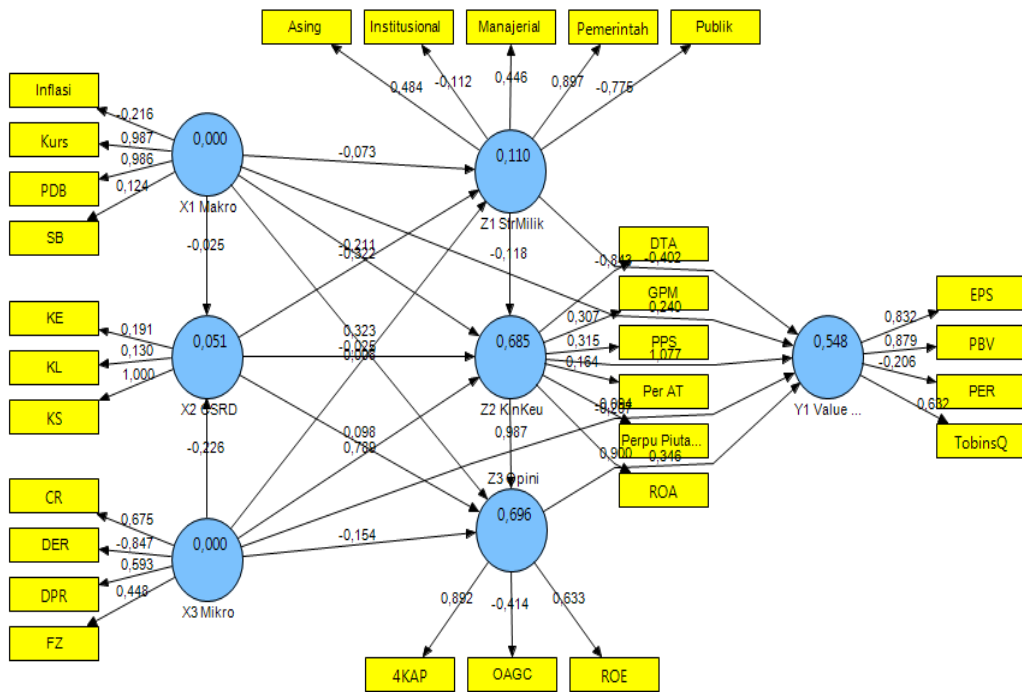 Asing
Institusional
Manajerial
Pemerintah
Publik
0,484
-0,112
0,446
0,897
-0,775
Inflasi
Kurs
PDB
SB
-0,216
0,987
0,986
0,124
0,000
X1 Makro
-0,073
0,110
Z1 StrMilik
-0,025
-0,211
-0,322
-0,118
-0,843
-0,402
0,240
DTA
GPM
PPS
Per AT
Perpu Piuta...
ROA
0,307
0,315
0,164
1,077
0,900
KE
KL
KS
0,191
0,130
1,000
0,051
X2 CSRD
0,323
-0,025
0,685
Z2 KinKeu
0,548
Y1 Value ...
0,832
0,879
-0,206
0,632
EPS
PBV
PER
TobinsQ
-0,226
0,098
0,789
0,987
0,346
Z3 Opini
0,696
-0,154
CR
DER
DPR
FZ
0,675
-0,847
0,593
0,448
0,000
X3 Mikro
0,892
-0,414
0,633
4KAP
OAGC
ROE